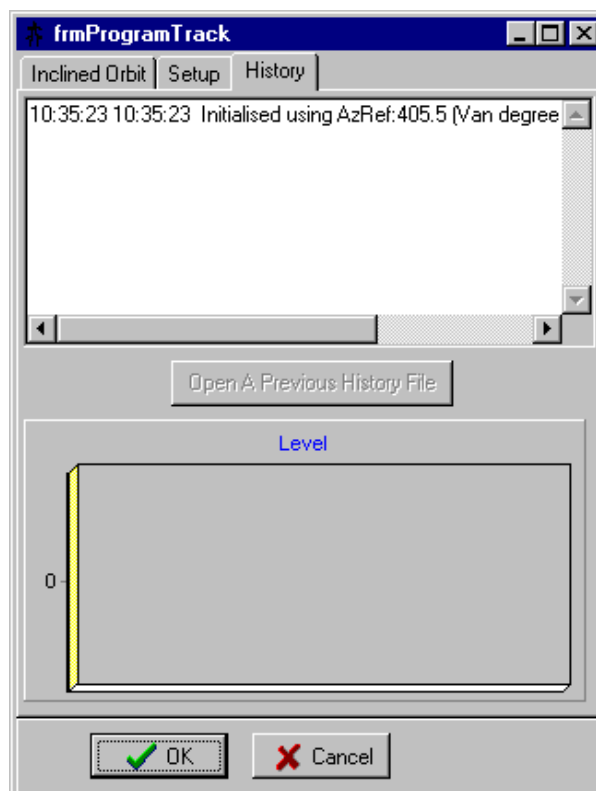 frmProgramTrack
Inclined Orbit Setup History
10:35:23 10:35:23 Initialised using AzRef:405.5 (Van degree
Open A Previous History File
Level
0
OK Cancel